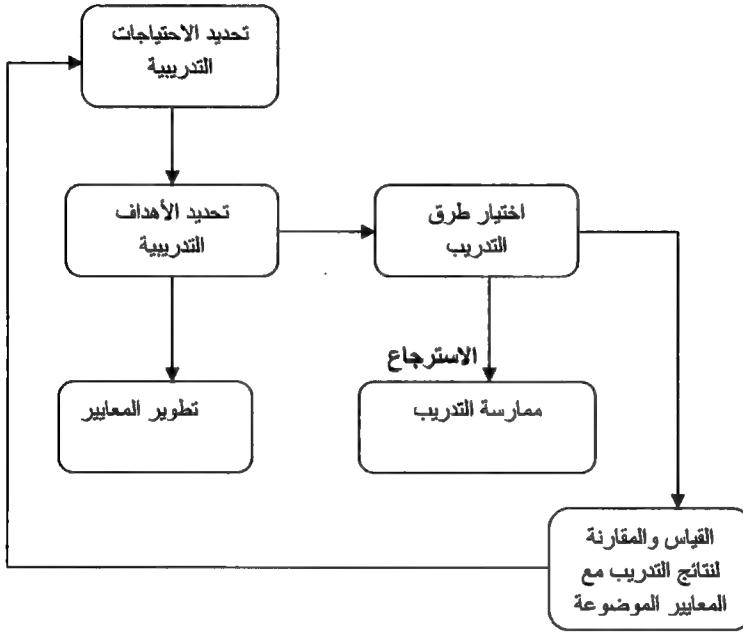 تحديد الاحتياجات
التدريبية
تحديد الأهداف
التدريبية
اختيار طرق
التدريب
الاسترجاع
تطوير المعايير
ممارسة التدريب
القياس والمقارنة
لنتائج التدريب مع
المعايير الموضوعة